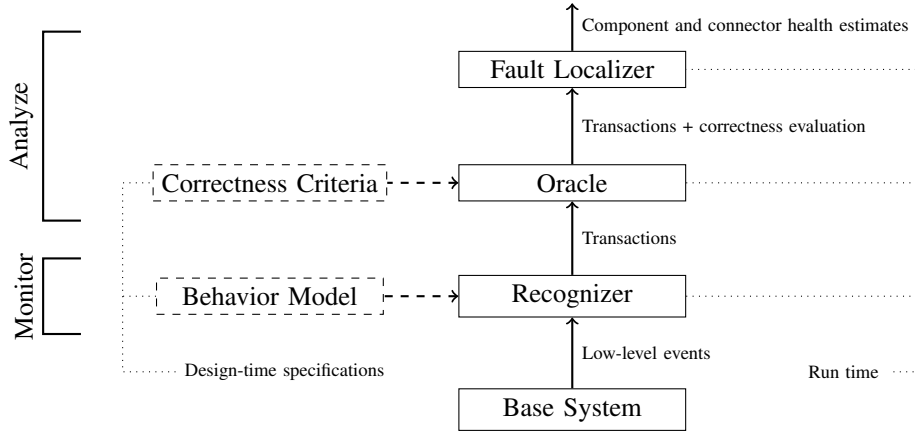 Component and connector health estimates
Fault Localizer
Analyze
Transactions + correctness evaluation
Correctness Criteria
Oracle
Transactions
Monitor
Behavior Model
Recognizer
Low-level events
Design-time specifications
Run time
Base System